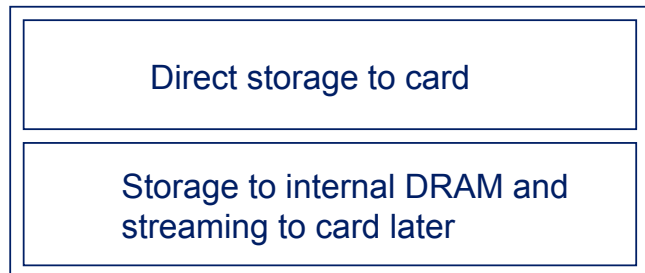 Direct storage to card
Storage to internal DRAM and
streaming to card later